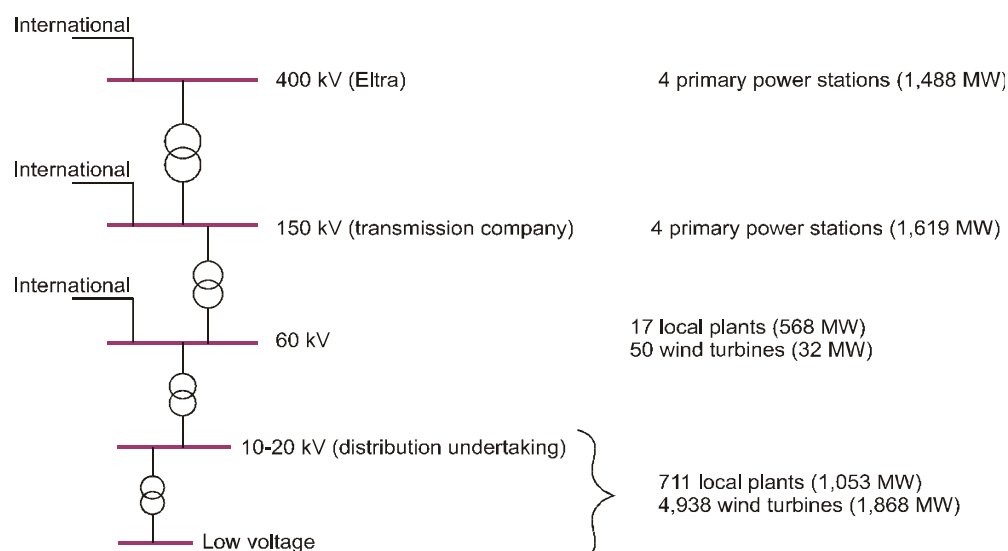 International
400 kV (Eltra)
4 primary power stations (1,488 MW)
International
150 kV (transmission company)
4 primary power stations (1,619 MW)
International
60 kV
17 local plants (568 MW)
50 wind turbines (32 MW)
10-20 kV (distribution undertaking)
711 local plants (1,053 MW)
4,938 wind turbines (1,868 MW)
Low voltage